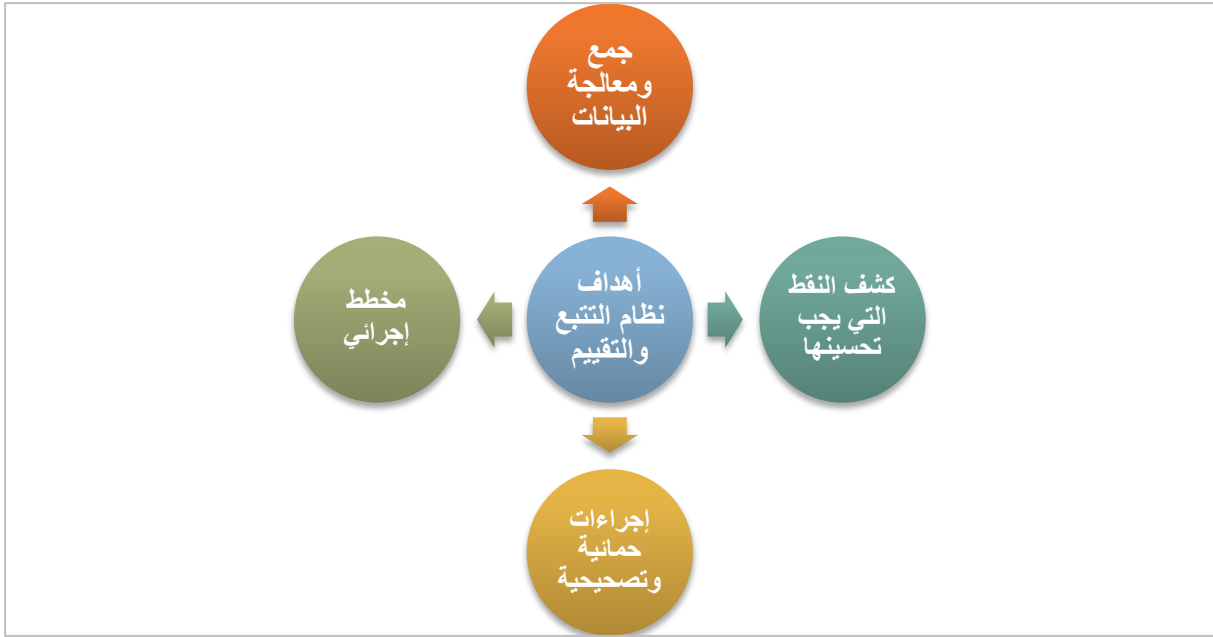 جمع
ومعالجة
البيانات
كشف النقط
التي يجب
تحسينها
أهداف
نظام التتبع
والتقييم
مخطط
إجرائي
إجراءات
حمائية
وتصحيحية